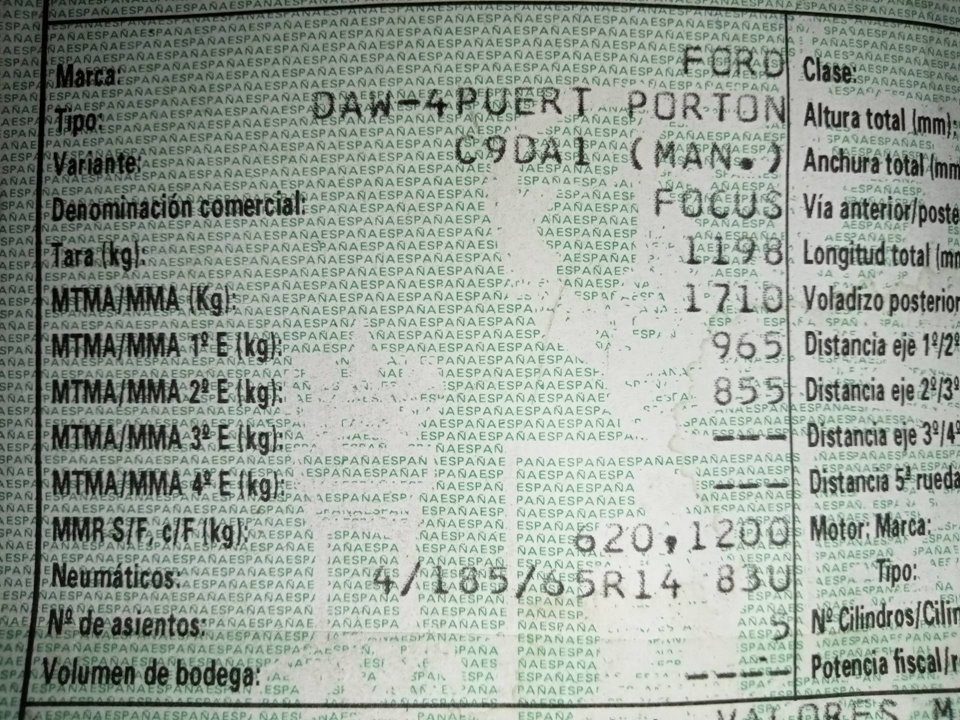 Marca: FORD
Tipo: DAW-4PUERT PORTON
Variante: C9DA1 (MAN.)
Denominación comercial: FOCUS
Tara (kg): 1198
MTMA/MMA (Kg): 1710
MTMA/MMA 1º E (kg): 965
MTMA/MMA 2º E (kg): 855
MTMA/MMA 3º E (kg): ---
MTMA/MMA 4º E (kg): ---
MMR S/F, c/F (kg): 620,1200
Neumáticos: 4/185/65R14 83U
Nº de asientos: 5
Volumen de bodega: ----
Clase:
Altura total (mm):
Anchura total (mm
Vía anterior/poste
Longitud total (mm
Voladizo posterior
Distancia eje 1º/2º
Distancia eje 2º/3º
Distancia eje 3º/4º
Distancia 5ª rueda
Motor: Marca:
Tipo:
Nº Cilindros/Cilin
Potencia fiscal/r
VALORES M